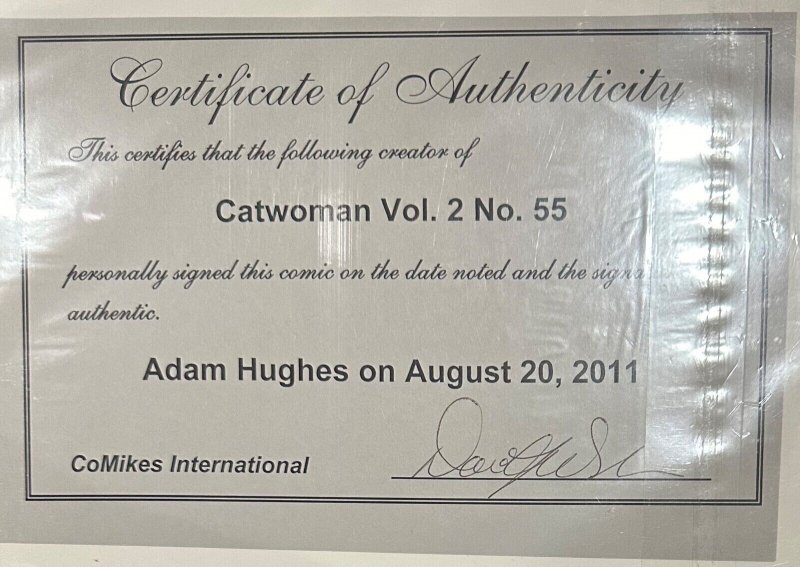 Certificate of Authenticity
This certifies that the following creator of
Catwoman Vol. 2 No. 55
personally signed this comic on the date noted and the
authentic.
Adam Hughes on August 20, 2011
CoMikes International